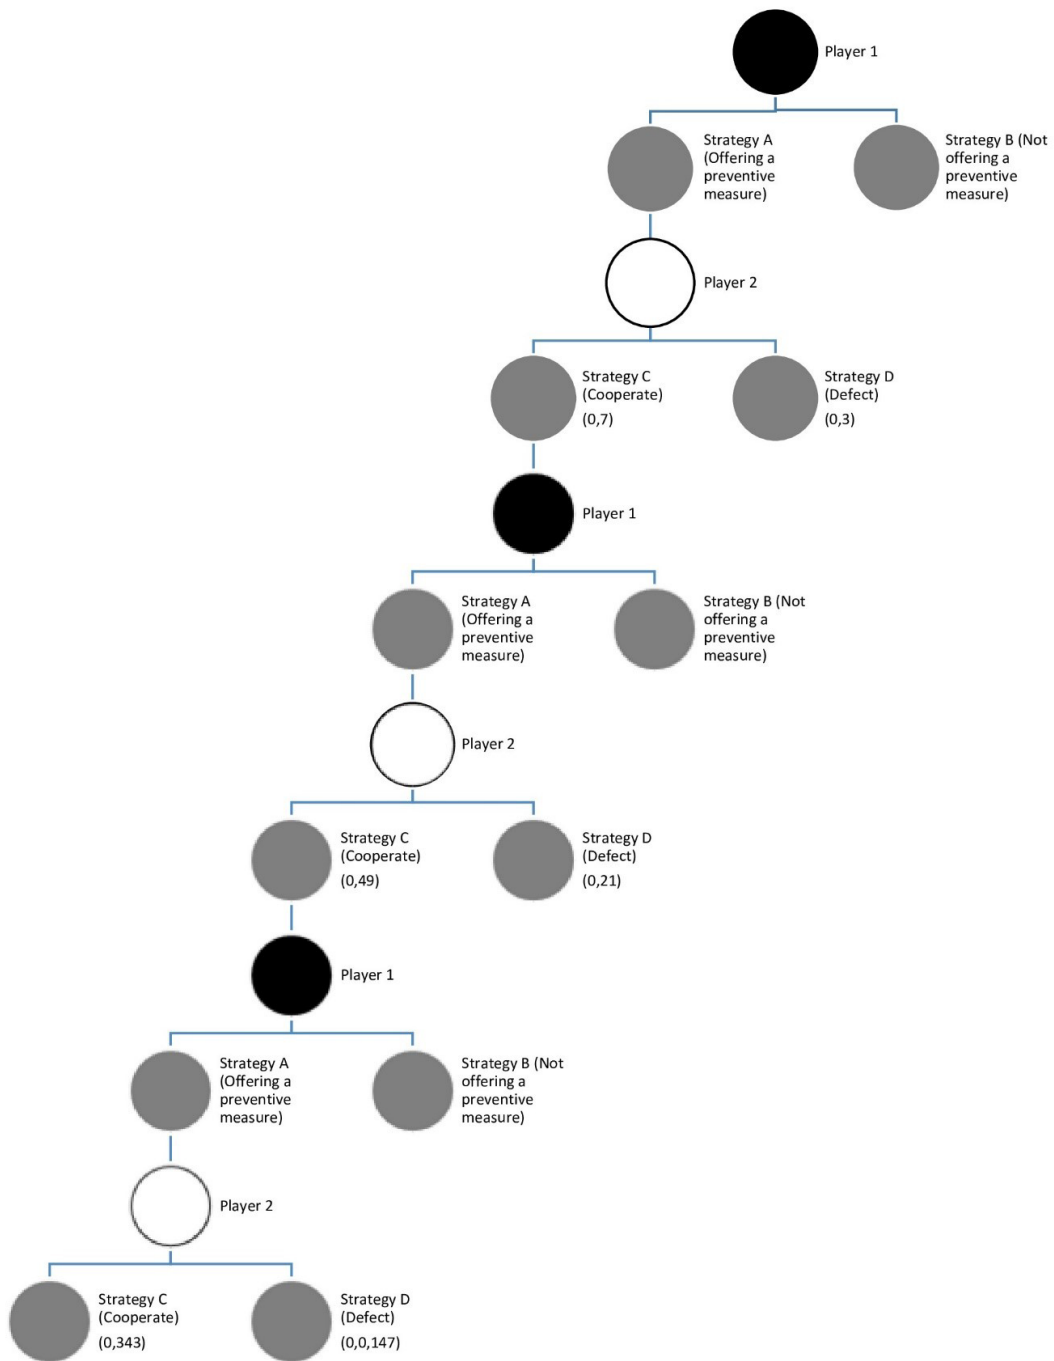 Player 1
Strategy A
(Offering a
preventive
measure)
Strategy B (Not
offering a
preventive
measure)
Player 2
Strategy C
(Cooperate)
(0,7)
Strategy D
(Defect)
(0,3)
Player 1
Strategy A
(Offering a
preventive
measure)
Strategy B (Not
offering a
preventive
measure)
Player 2
Strategy C
(Cooperate)
(0,49)
Strategy D
(Defect)
(0,21)
Player 1
Strategy A
(Offering a
preventive
measure)
Strategy B (Not
offering a
preventive
measure)
Player 2
Strategy C
(Cooperate)
(0,343)
Strategy D
(Defect)
(0,0,147)